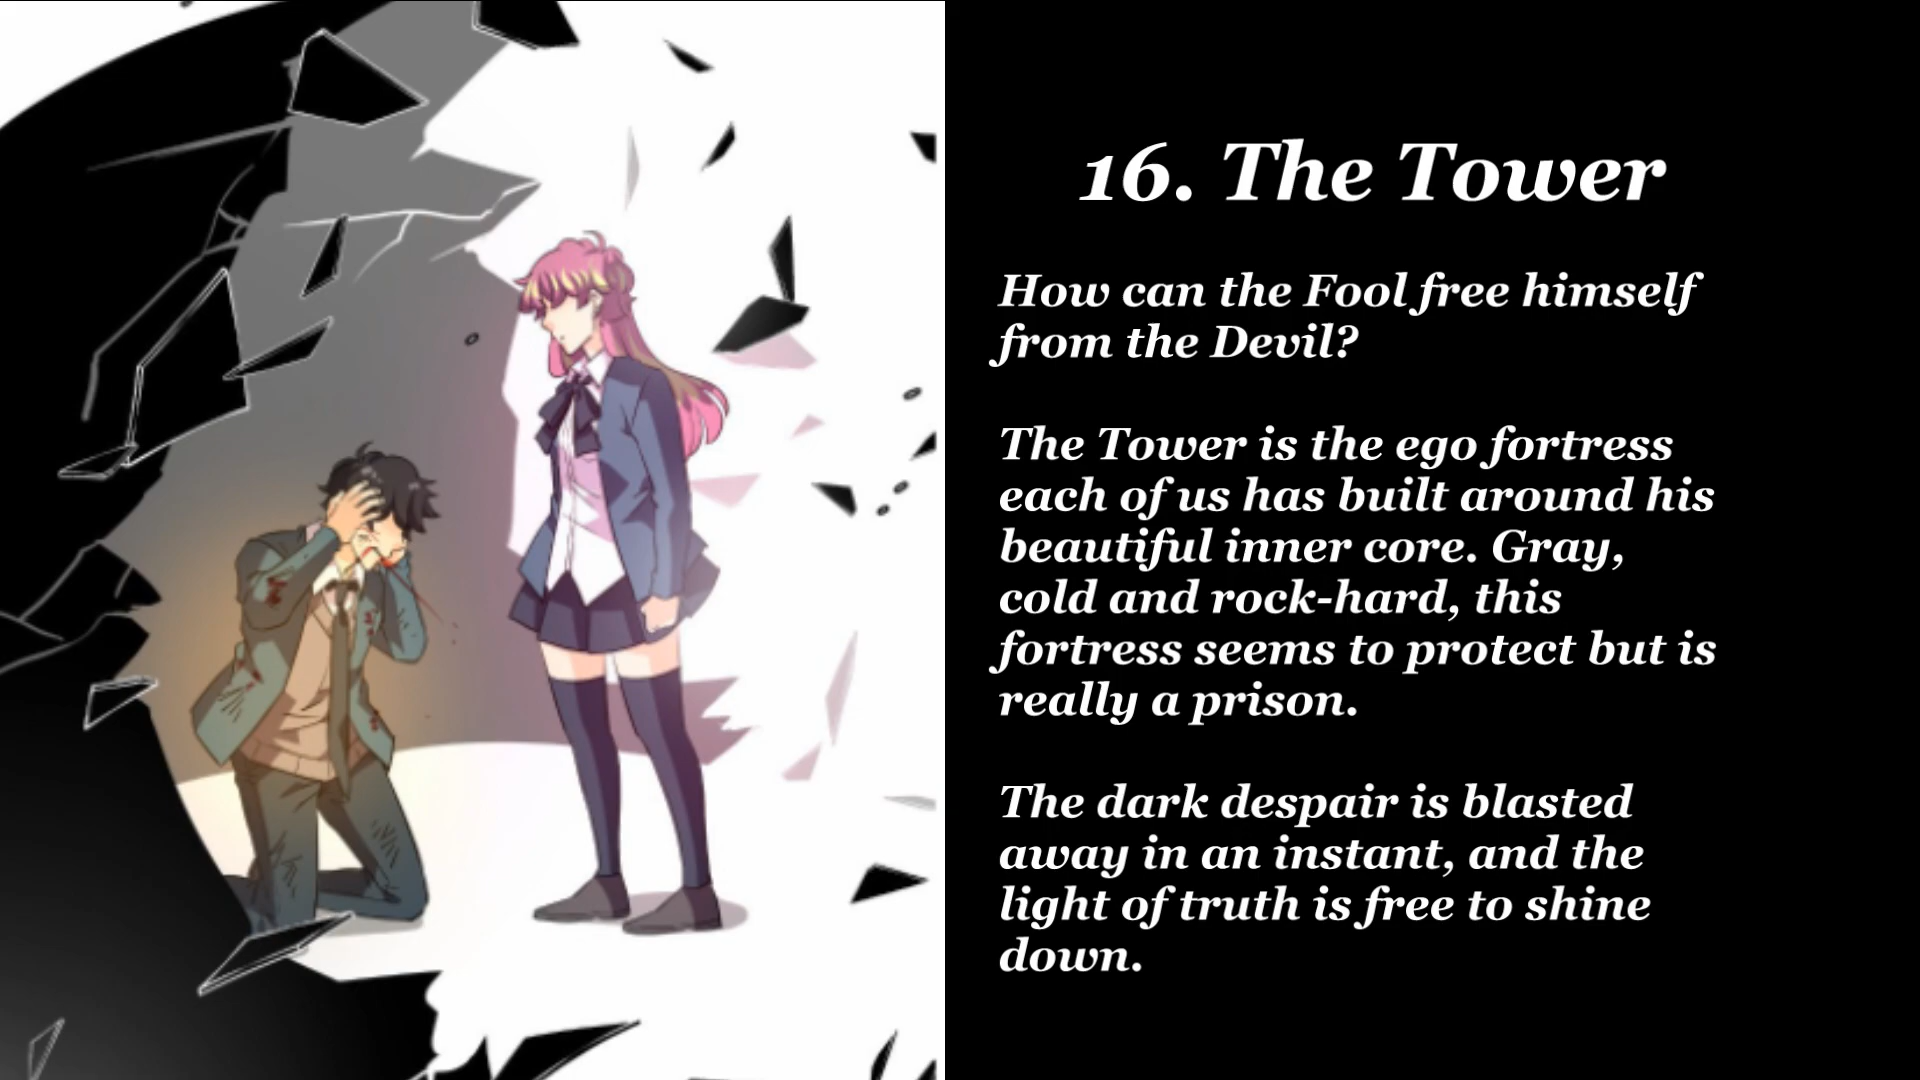 16. The Tower
How can the Fool free himself
from the Devil?
The Tower is the ego fortress
each of us has built around his
beautiful inner core. Gray,
cold and rock-hard, this
fortress seems to protect but is
really a prison.
The dark despair is blasted
away in an instant, and the
light of truth is free to shine
down.